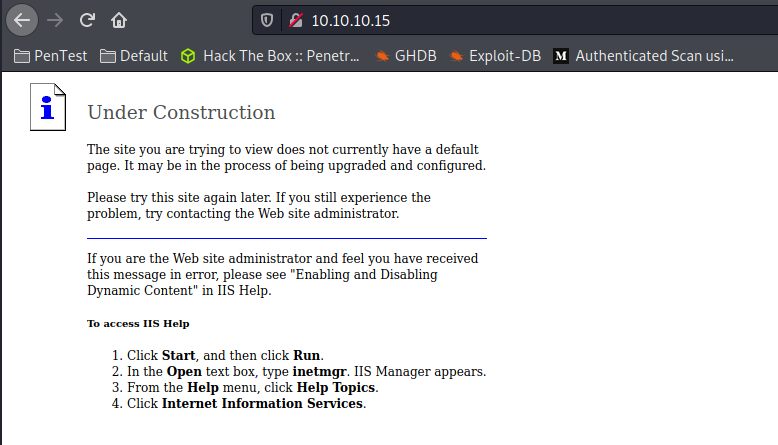 10.10.10.15
PenTest Default Hack The Box :: Penetr... GHDB Exploit-DB M Authenticated Scan usi...
i
Under Construction
The site you are trying to view does not currently have a default
page. It may be in the process of being upgraded and configured.
Please try this site again later. If you still experience the
problem, try contacting the Web site administrator.
If you are the Web site administrator and feel you have received
this message in error, please see "Enabling and Disabling
Dynamic Content" in IIS Help.
To access IIS Help
1. Click Start, and then click Run.
2. In the Open text box, type inetmgr. IIS Manager appears.
3. From the Help menu, click Help Topics.
4. Click Internet Information Services.